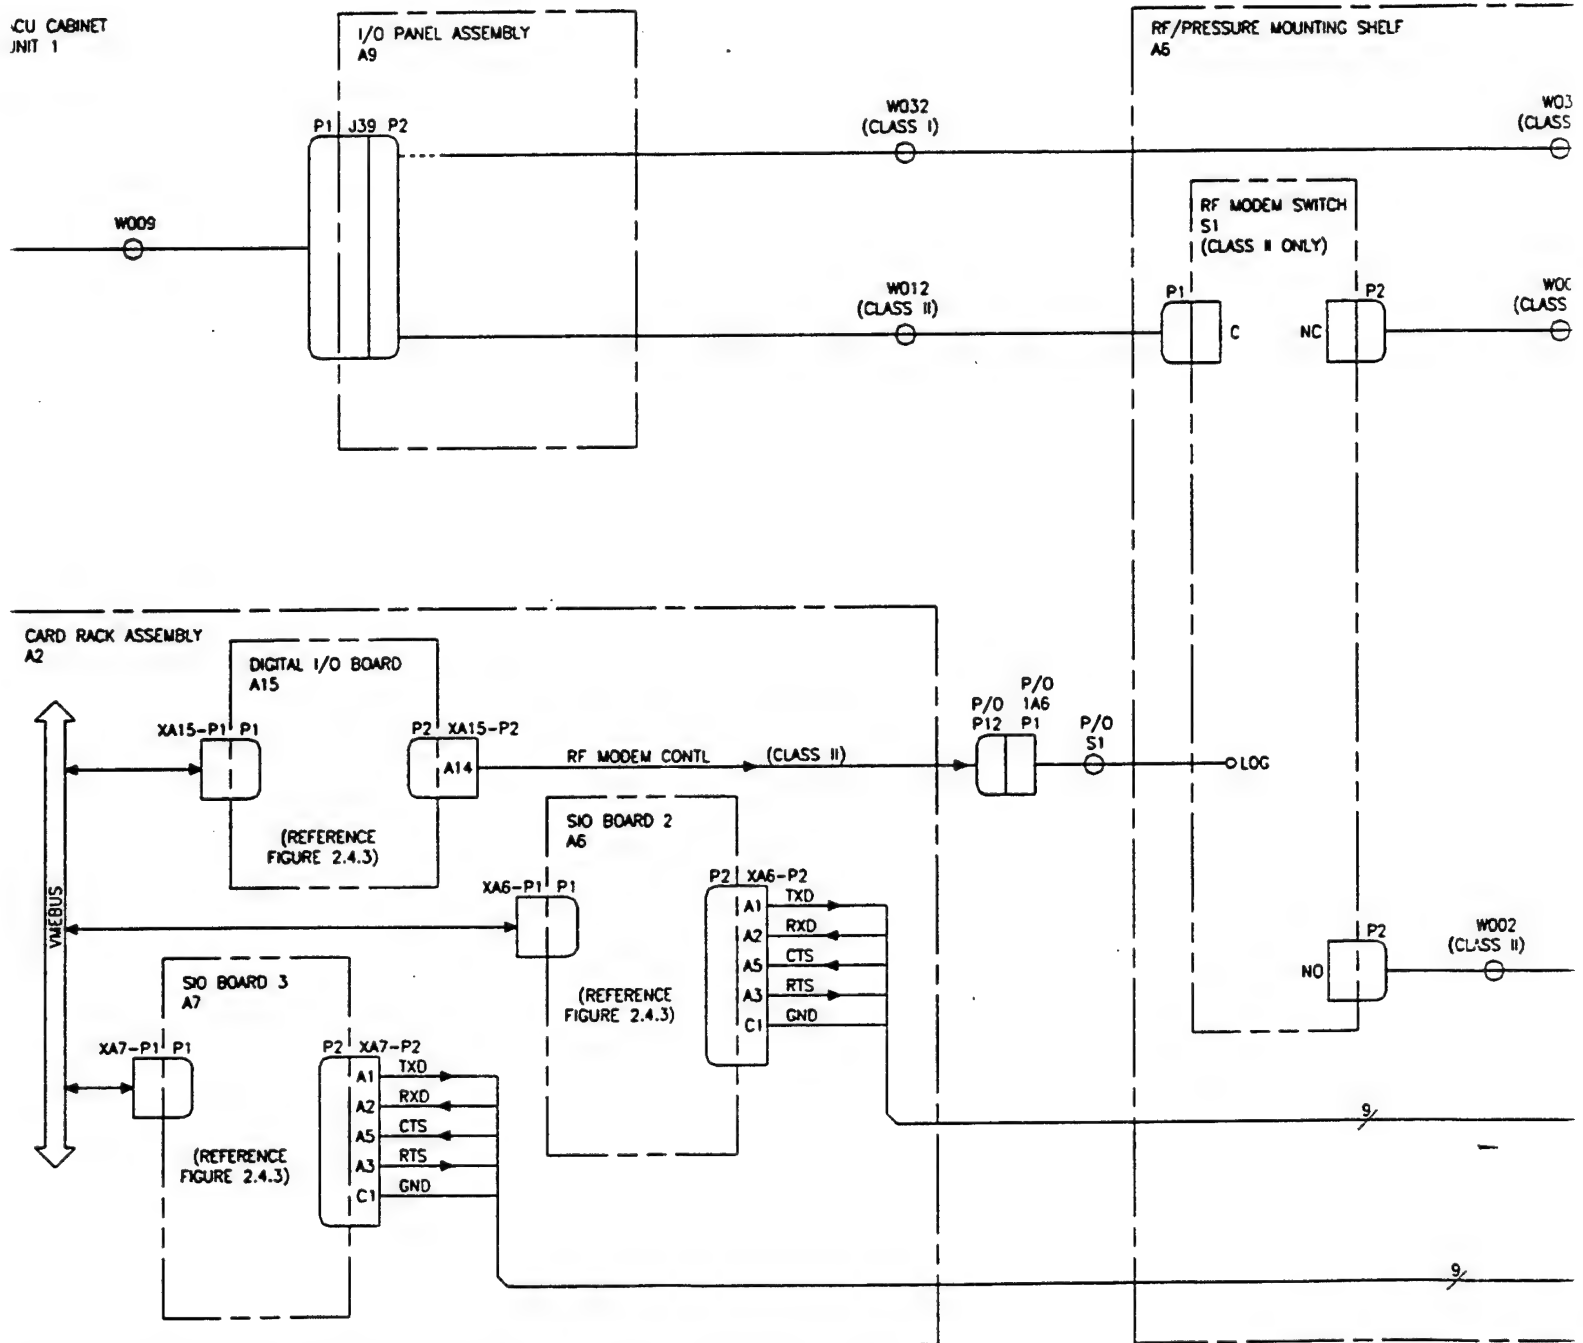 CU CABINET
UNIT 1
I/O PANEL ASSEMBLY
A9
RF/PRESSURE MOUNTING SHELF
A6
W032
(CLASS I)
W03
(CLASS
P1 J39 P2
W009
RF MODEM SWITCH
S1
(CLASS II ONLY)
W012
(CLASS II)
P1
C
NC
P2
W00
(CLASS
CARD RACK ASSEMBLY
A2
DIGITAL I/O BOARD
A15
XA15-P1 P1
P2 XA15-P2
A14
RF MODEM CONTL
(CLASS II)
P/O
P12
P/O
1A6
P1
P/O
S1
LOG
(REFERENCE
FIGURE 2.4.3)
VMEBUS
SIO BOARD 2
A6
XA6-P1 P1
P2 XA6-P2
A1 TXD
A2 RXD
A5 CTS
A3 RTS
C1 GND
(REFERENCE
FIGURE 2.4.3)
NO
P2
W002
(CLASS II)
SIO BOARD 3
A7
XA7-P1 P1
P2 XA7-P2
A1 TXD
A2 RXD
A5 CTS
A3 RTS
C1 GND
(REFERENCE
FIGURE 2.4.3)
9
9